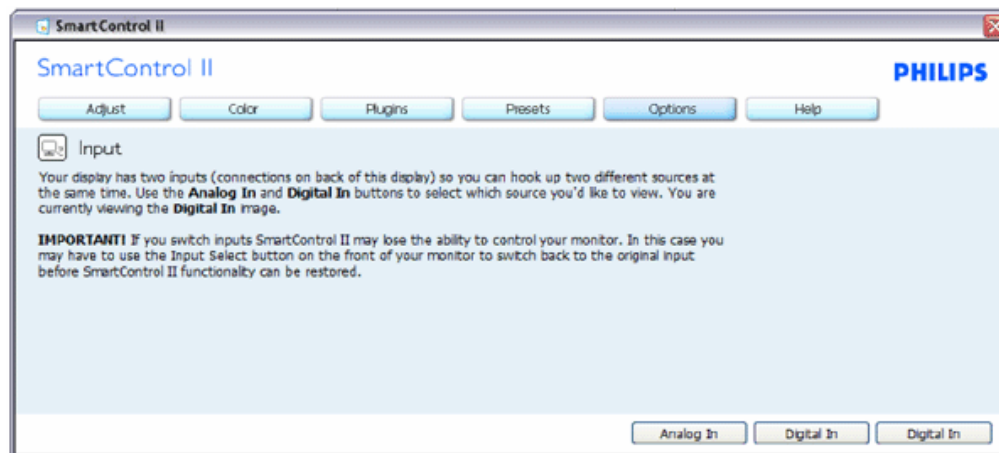 SmartControl II
SmartControl II
PHILIPS
Adjust Color Plugins Presets Options Help
Input
Your display has two inputs (connections on back of this display) so you can hook up two different sources at
the same time. Use the Analog In and Digital In buttons to select which source you'd like to view. You are
currently viewing the Digital In image.
IMPORTANT! If you switch inputs SmartControl II may lose the ability to control your monitor. In this case you
may have to use the Input Select button on the front of your monitor to switch back to the original input
before SmartControl II functionality can be restored.
Analog In Digital In Digital In